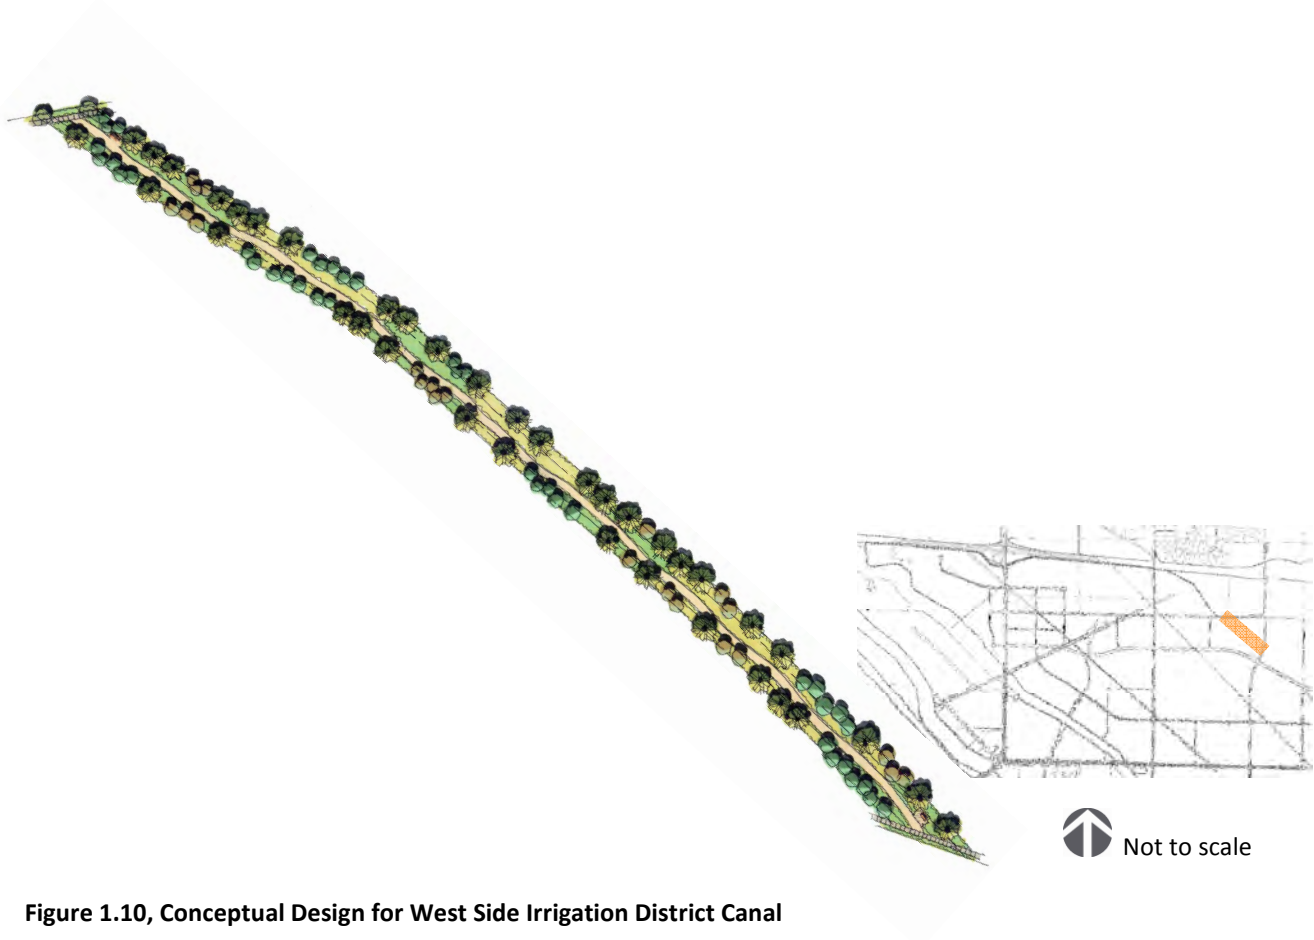 Not to scale
Figure 1.10, Conceptual Design for West Side Irrigation District Canal